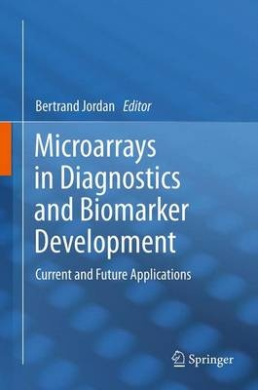 Bertrand Jordan Editor
Microarrays
in Diagnostics
and Biomarker
Development
Current and Future Applications
Springer